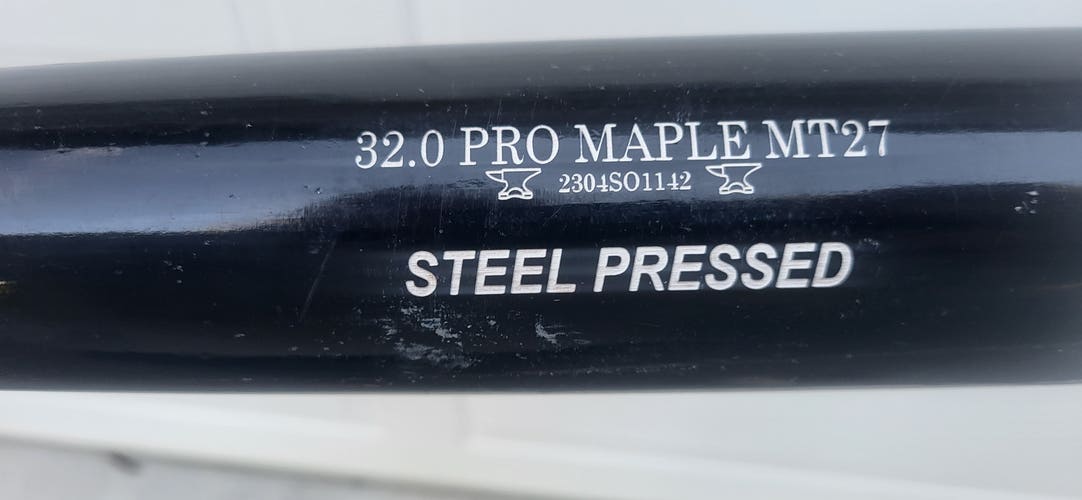 32.0 PRO MAPLE MT27
2304SO1142
STEEL PRESSED